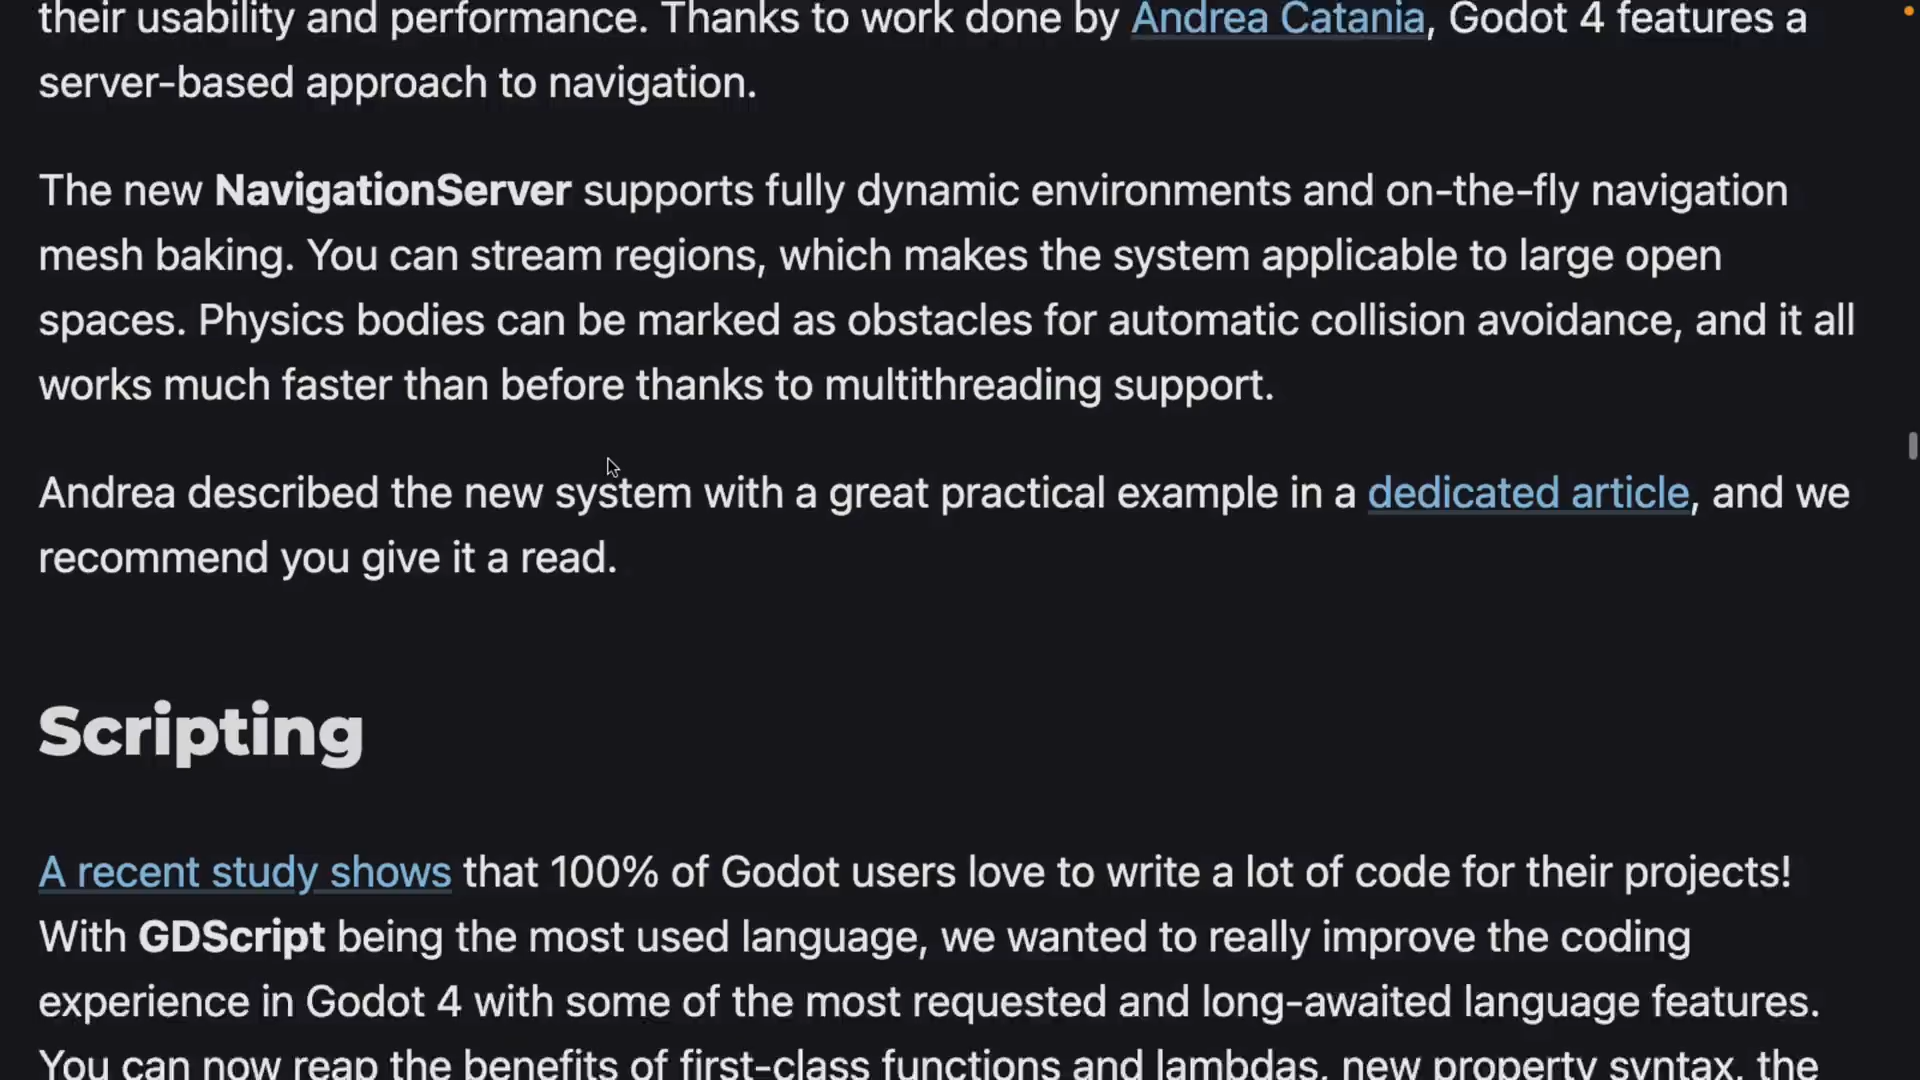 their usability and performance. Thanks to work done by Andrea Catania, Godot 4 features a
server-based approach to navigation.
The new NavigationServer supports fully dynamic environments and on-the-fly navigation
mesh baking. You can stream regions, which makes the system applicable to large open
spaces. Physics bodies can be marked as obstacles for automatic collision avoidance, and it all
works much faster than before thanks to multithreading support.
Andrea described the new system with a great practical example in a dedicated article, and we
recommend you give it a read.
Scripting
A recent study shows that 100% of Godot users love to write a lot of code for their projects!
With GDScript being the most used language, we wanted to really improve the coding
experience in Godot 4 with some of the most requested and long-awaited language features.
You can now reap the benefits of first-class functions and lambdas, new property syntax, the